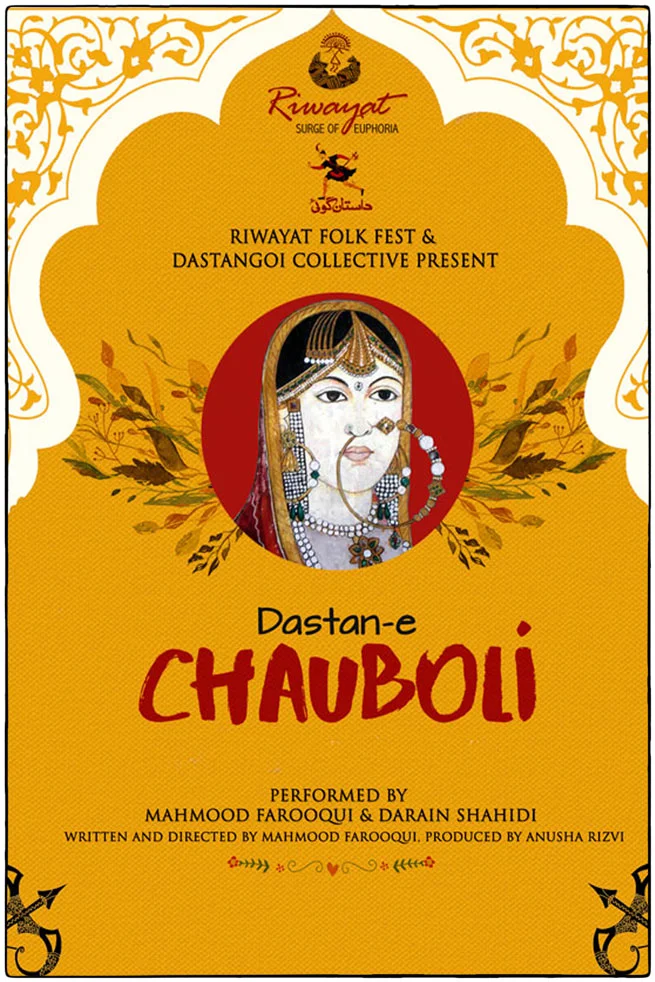 Riwayat
SURGE OF EUPHORIA
داستان گوئی
RIWAYAT FOLK FEST &
DASTANGOI COLLECTIVE PRESENT
Dastan-e
CHAUBOLi
PERFORMED BY
MAHMOOD FAROOQUI & DARAIN SHAHIDI
WRITTEN AND DIRECTED BY MAHMOOD FAROOQUI, PRODUCED BY ANUSHA RIZVI